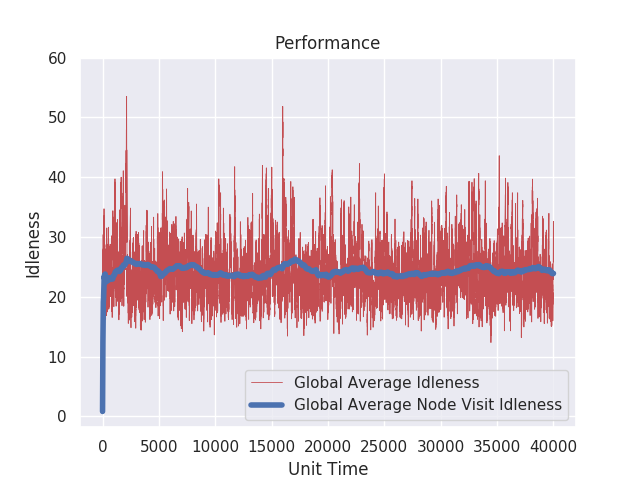 Performance
60
50
40
30
20
10
0
Idleness
Global Average Idleness
Global Average Node Visit Idleness
0 5000 10000 15000 20000 25000 30000 35000 40000
Unit Time